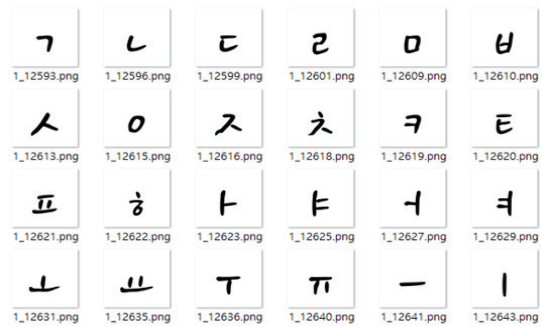 ㄱ ㄴ ㄷ ㄹ ㅁ ㅂ
1_12593.png 1_12596.png 1_12599.png 1_12601.png 1_12609.png 1_12610.png
ㅅ ㅇ ㅈ ㅊ ㅋ ㅌ
1_12613.png 1_12615.png 1_12616.png 1_12618.png 1_12619.png 1_12620.png
ㅍ ㅎ ㅏ ㅑ ㅓ ㅕ
1_12621.png 1_12622.png 1_12623.png 1_12625.png 1_12627.png 1_12629.png
ㅗ ㅛ ㅜ ㅠ ㅡ ㅣ
1_12631.png 1_12635.png 1_12636.png 1_12640.png 1_12641.png 1_12643.png